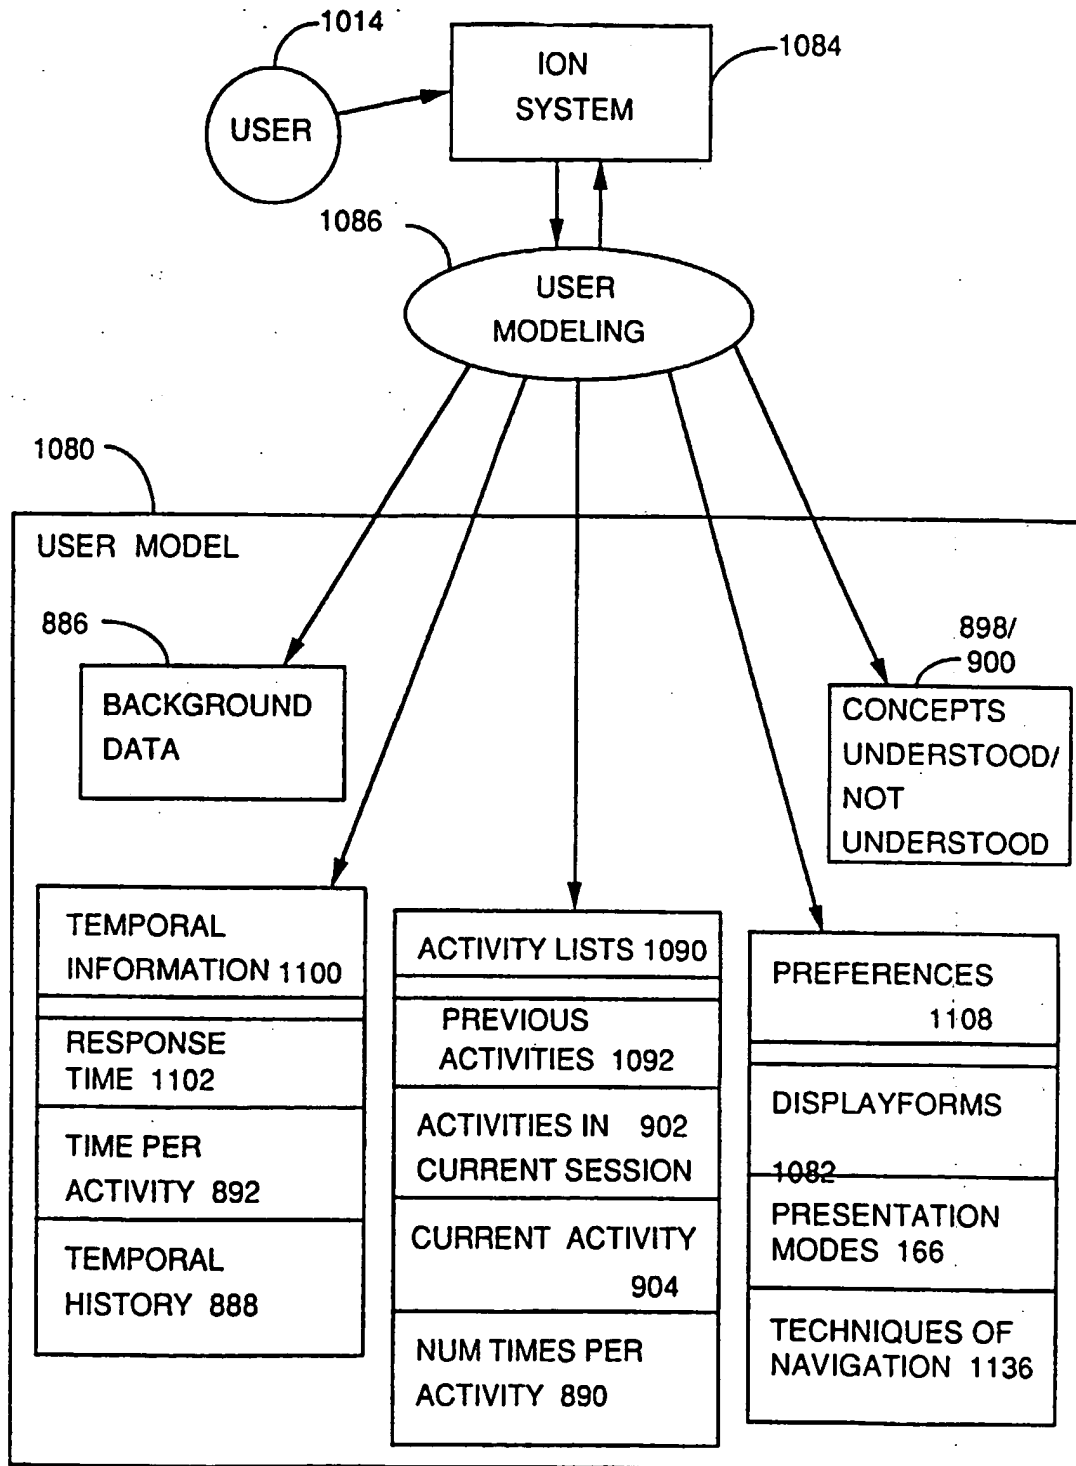 1014
ION
SYSTEM
1084
USER
1086
USER
MODELING
1080
USER MODEL
886
BACKGROUND
DATA
898/
900
CONCEPTS
UNDERSTOOD/
NOT
UNDERSTOOD
TEMPORAL
INFORMATION 1100
RESPONSE
TIME 1102
TIME PER
ACTIVITY 892
TEMPORAL
HISTORY 888
ACTIVITY LISTS 1090
PREVIOUS
ACTIVITIES 1092
ACTIVITIES IN 902
CURRENT SESSION
CURRENT ACTIVITY
904
NUM TIMES PER
ACTIVITY 890
PREFERENCES
1108
DISPLAYFORMS
1082
PRESENTATION
MODES 166
TECHNIQUES OF
NAVIGATION 1136